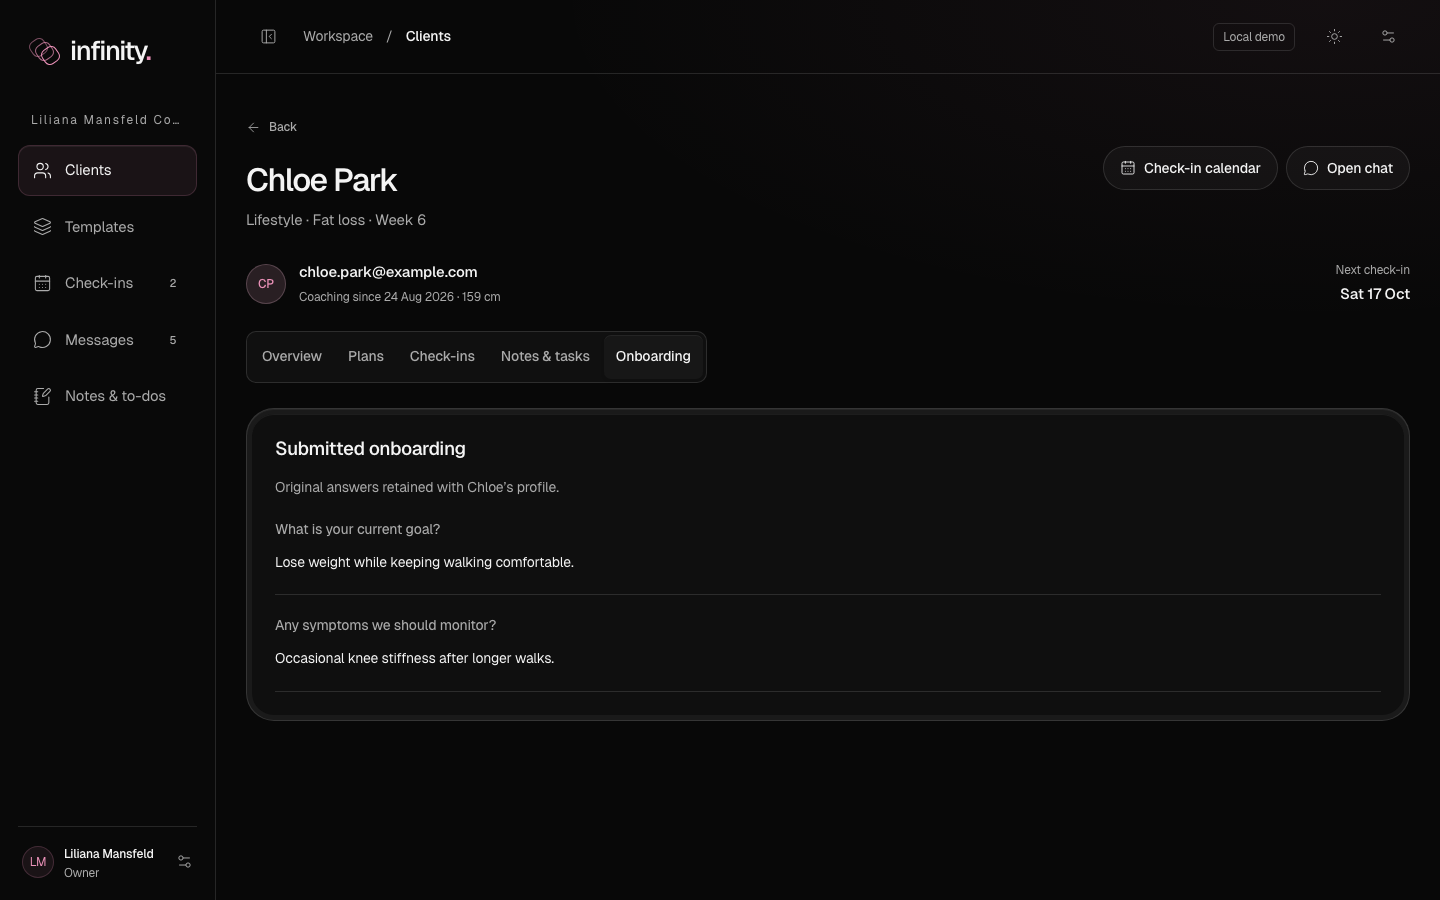 infinity.
Liliana Mansfeld Co…
Clients
Templates
Check-ins 2
Messages 5
Notes & to-dos
LM
Liliana Mansfeld
Owner
Workspace / Clients
Local demo
Back
Chloe Park
Lifestyle · Fat loss · Week 6
Check-in calendar
Open chat
CP
chloe.park@example.com
Coaching since 24 Aug 2026 · 159 cm
Next check-in
Sat 17 Oct
Overview Plans Check-ins Notes & tasks Onboarding
Submitted onboarding
Original answers retained with Chloe’s profile.
What is your current goal?
Lose weight while keeping walking comfortable.
Any symptoms we should monitor?
Occasional knee stiffness after longer walks.